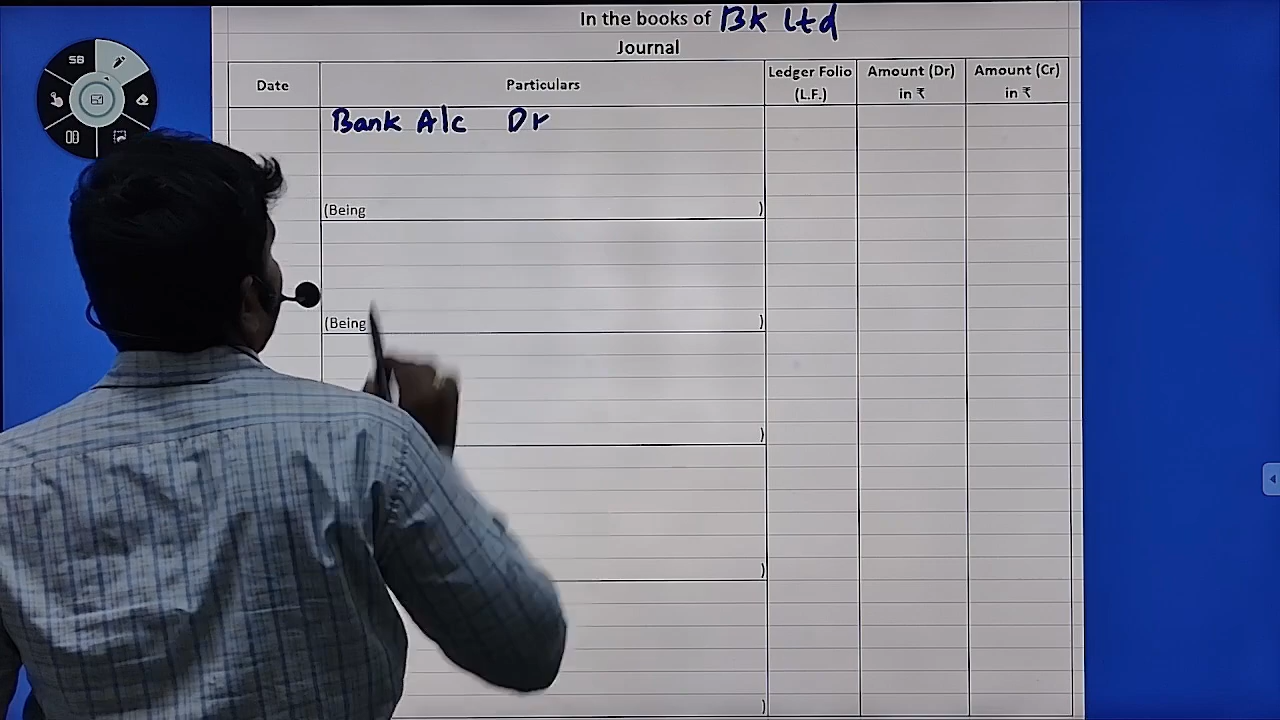 In the books of BK Ltd
Journal
Date Particulars Ledger Folio (L.F.) Amount (Dr) in ₹ Amount (Cr) in ₹
Bank A/c Dr
(Being )
(Being )
)
)
)